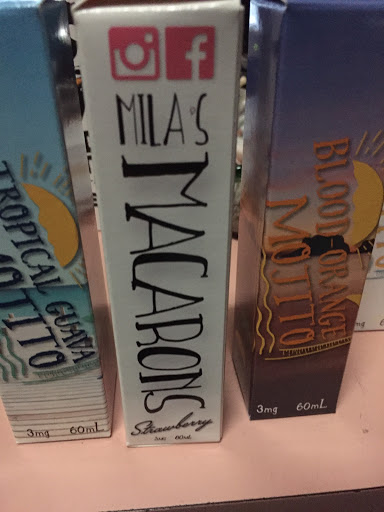 TROPICAL GUAVA
MOJITO
3mg 60mL
MILA'S
MACARONS
Strawberry
3mg 60mL
BLOOD-ORANGE
MOJITO
3mg 60mL